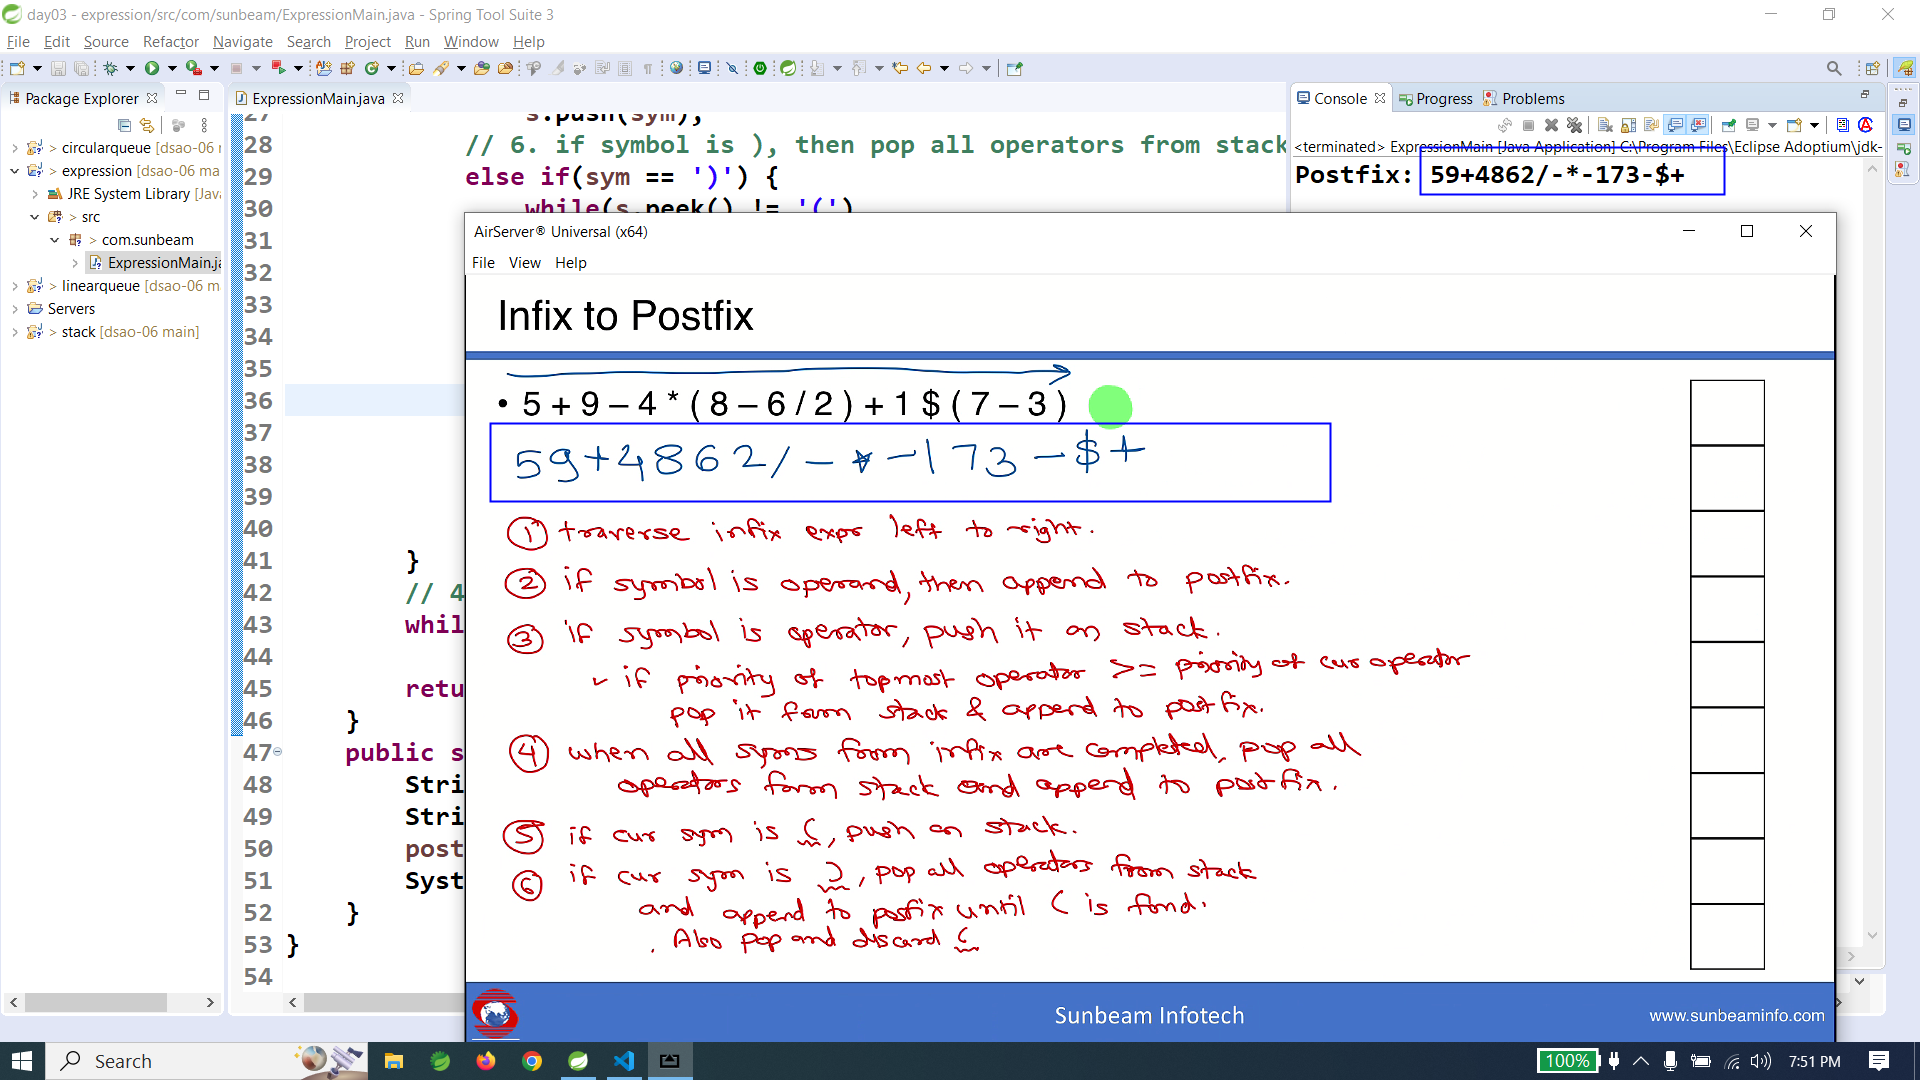 day03 - expression/src/com/sunbeam/ExpressionMain.java - Spring Tool Suite 3
File Edit Source Refactor Navigate Search Project Run Window Help
Package Explorer
circularqueue [dsao-06
expression [dsao-06 ma
JRE System Library [Java
> src
> com.sunbeam
ExpressionMain.ja
> linearqueue [dsao-06 m
Servers
> stack [dsao-06 main]
ExpressionMain.java
27 s.push(sym);
28 // 6. if symbol is ), then pop all operators from stack
29 else if(sym == ')') {
30 while(s.peek() != '(')
31
32
33
34
35
36
37
38
39
40
41 }
42 // 4
43 whil
44
45 retu
46 }
47 public s
48 Stri
49 Stri
50 post
51 Syst
52 }
53 }
54
Console Progress Problems
<terminated> ExpressionMain [Java Application] C:\Program Files\Eclipse Adoptium\jdk-
Postfix: 59+4862/-*-173-$+
AirServer® Universal (x64)
File View Help
Infix to Postfix
• 5 + 9 – 4 * ( 8 – 6 / 2 ) + 1 $ ( 7 – 3 )
59+4862/-*-173-$+
① traverse infix expr left to right.
② if symbol is operand, then append to postfix.
③ if symbol is operator, push it on stack.
✓ if priority of topmost operator >= priority of cur operator
pop it form stack & append to postfix.
④ when all syms form infix are completed, pop all
operators form stack and append to postfix.
⑤ if cur sym is (, push on stack.
⑥ if cur sym is ), pop all operators from stack
and append to postfix until ( is fond.
. Also pop and discard (
Sunbeam Infotech
www.sunbeaminfo.com
Search
100%
7:51 PM